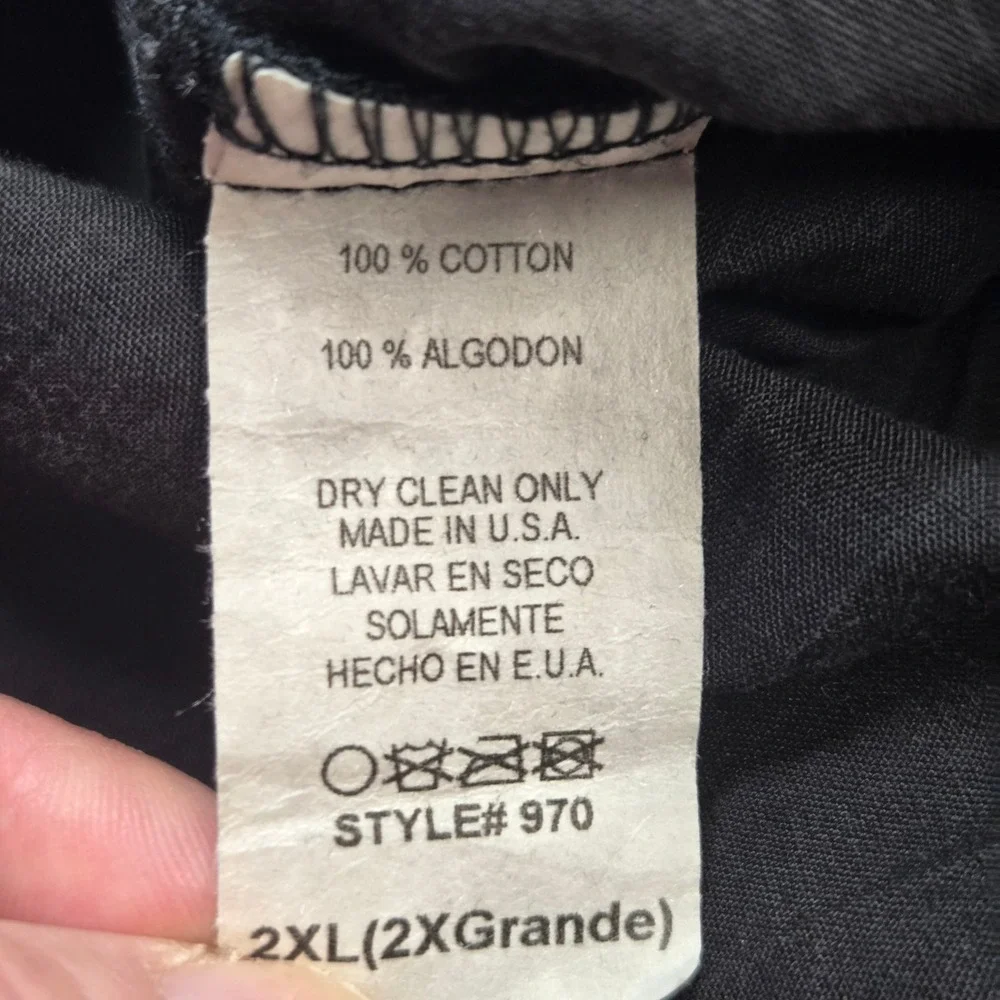 100 % COTTON
100 % ALGODON
DRY CLEAN ONLY
MADE IN U.S.A.
LAVAR EN SECO
SOLAMENTE
HECHO EN E.U.A.
STYLE# 970
2XL(2XGrande)